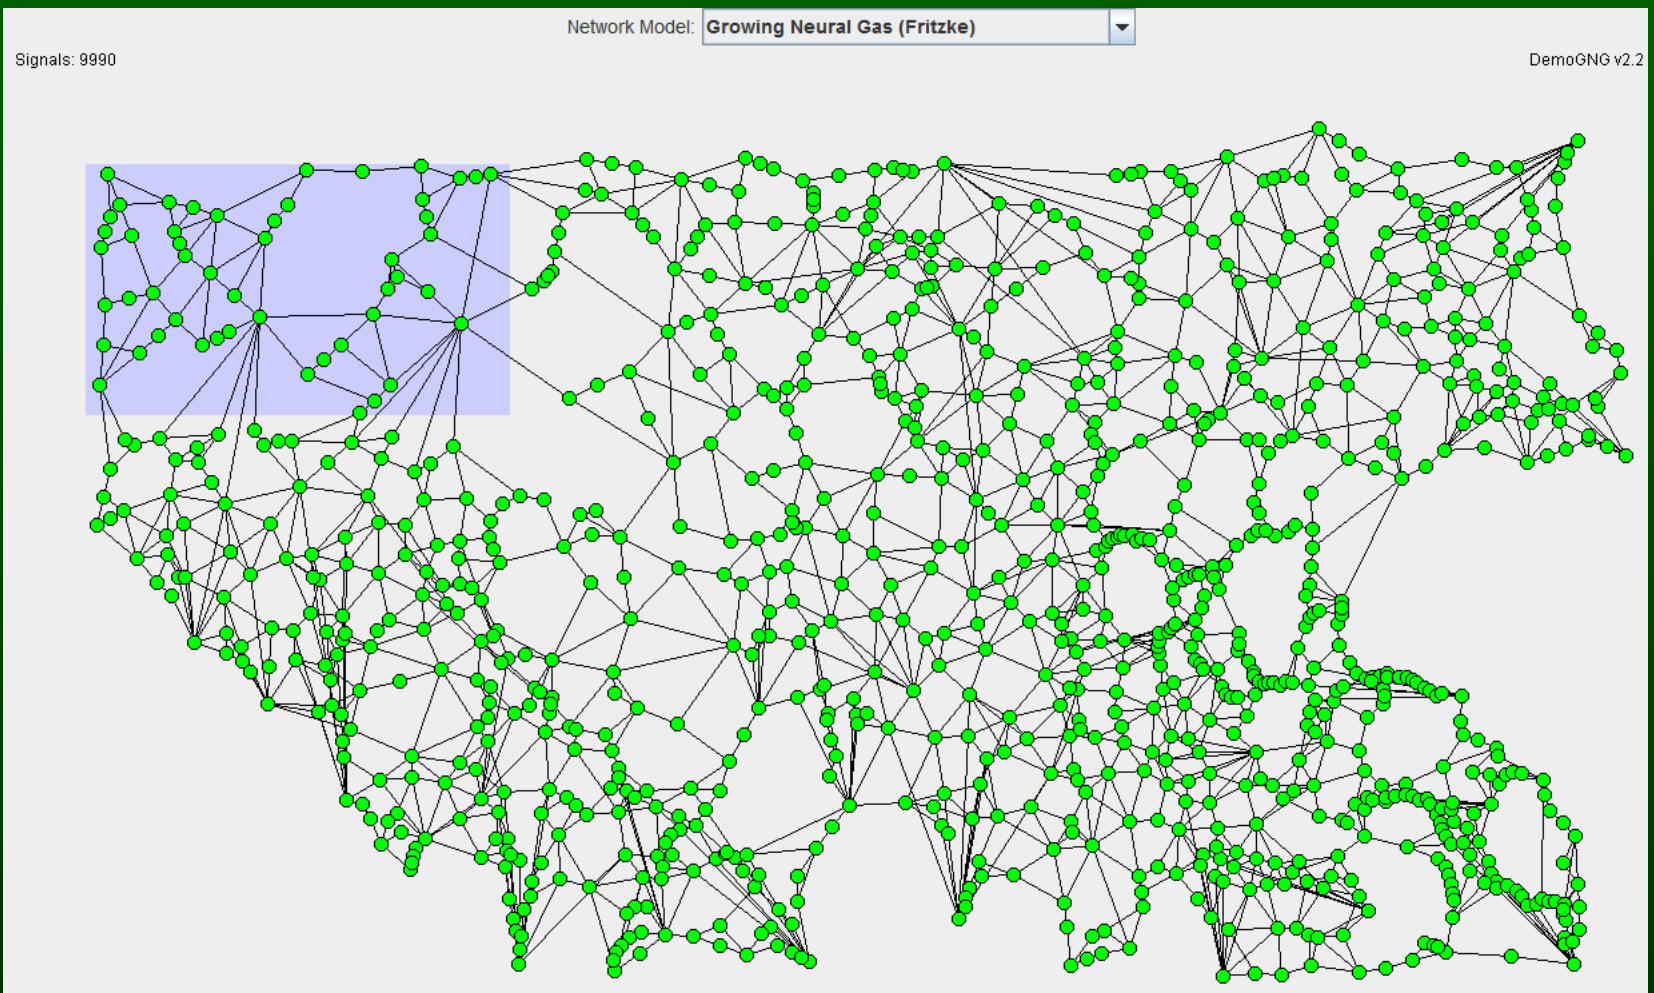 Network Model: Growing Neural Gas (Fritzke)
Signals: 9990
DemoGNG v2.2